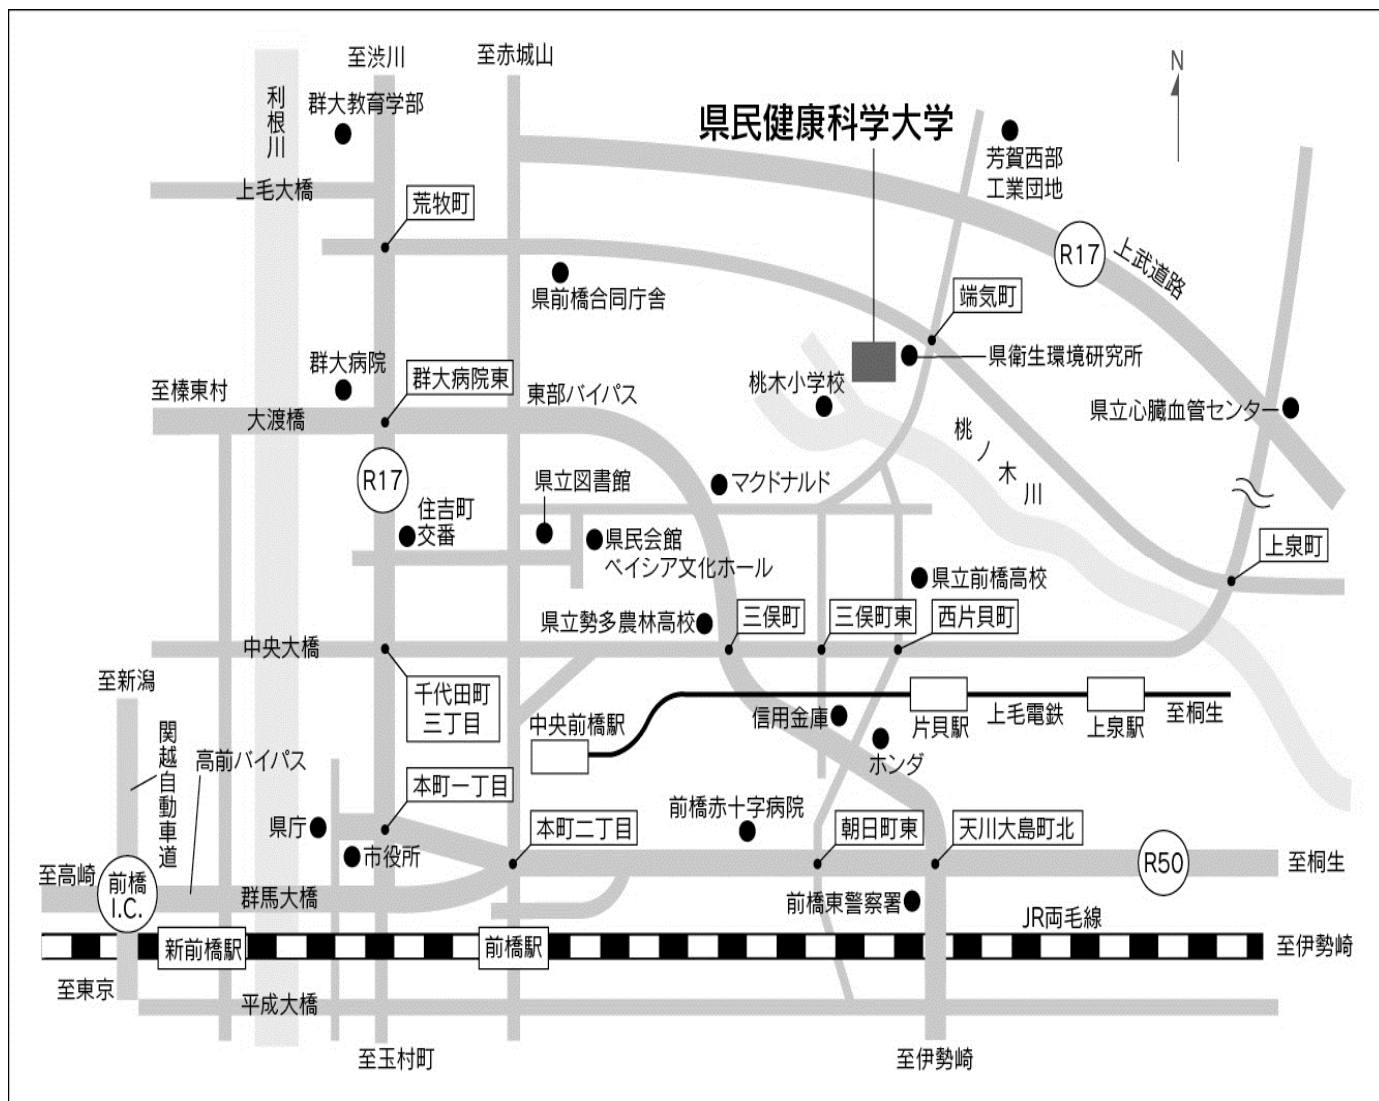 至渋川
至赤城山
N
利根川
群大教育学部
県民健康科学大学
芳賀西部
工業団地
上毛大橋
荒牧町
R17
上武道路
県前橋合同庁舎
端気町
県衛生環境研究所
群大病院
至榛東村
群大病院東
東部バイパス
桃木小学校
県立心臓血管センター
大渡橋
桃ノ木川
R17
県立図書館
マクドナルド
住吉町
交番
県民会館
ベイシア文化ホール
上泉町
県立前橋高校
県立勢多農林高校
三俣町
三俣町東
西片貝町
中央大橋
至新潟
千代田町
三丁目
中央前橋駅
信用金庫
片貝駅
上毛電鉄
上泉駅
至桐生
関越自動車道
高前バイパス
ホンダ
本町一丁目
県庁
本町二丁目
前橋赤十字病院
朝日町東
天川大島町北
市役所
至高崎
前橋
I.C.
R50
至桐生
群馬大橋
前橋東警察署
JR両毛線
新前橋駅
前橋駅
至伊勢崎
至東京
平成大橋
至玉村町
至伊勢崎